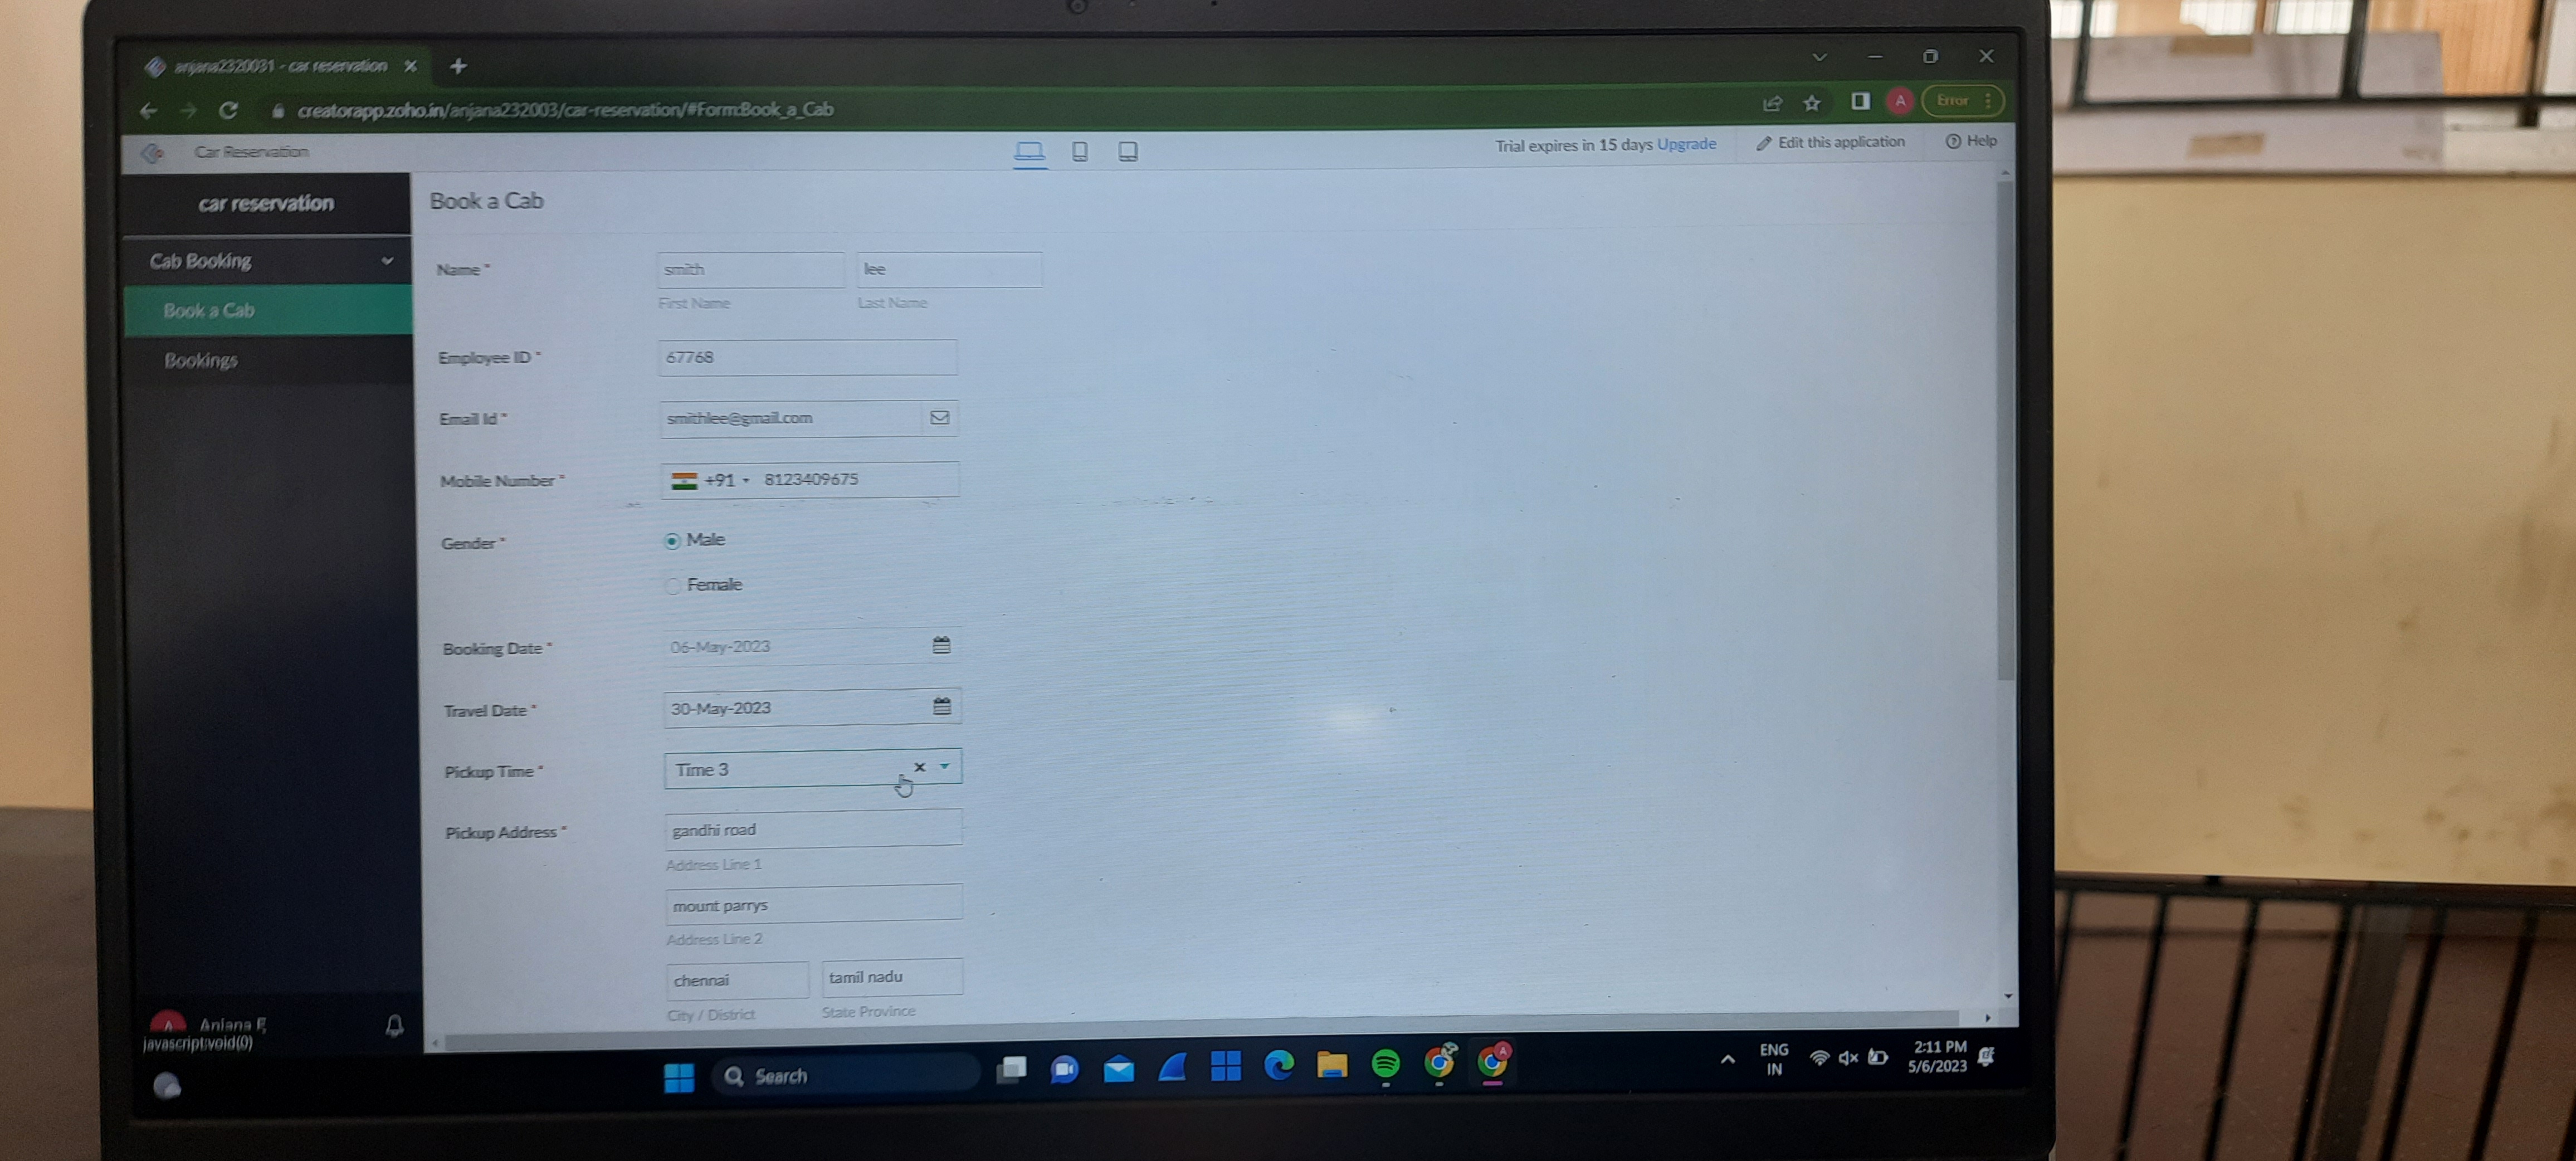 anjana2320031 - car reservation
creatorapp.zoho.in/anjana232003/car-reservation/#Form:Book_a_Cab
A
Error
Car Reservation
Trial expires in 15 days Upgrade
Edit this application
Help
car reservation
Cab Booking
Book a Cab
Bookings
Book a Cab
Name *
smith
lee
First Name
Last Name
Employee ID *
67768
Email Id *
smithlee@gmail.com
Mobile Number *
+91
8123409675
Gender *
Male
Female
Booking Date *
06-May-2023
Travel Date *
30-May-2023
Pickup Time *
Time 3
Pickup Address *
gandhi road
Address Line 1
mount parrys
Address Line 2
chennai
tamil nadu
City / District
State Province
javascript:void(0)
Search
ENG
IN
2:11 PM
5/6/2023